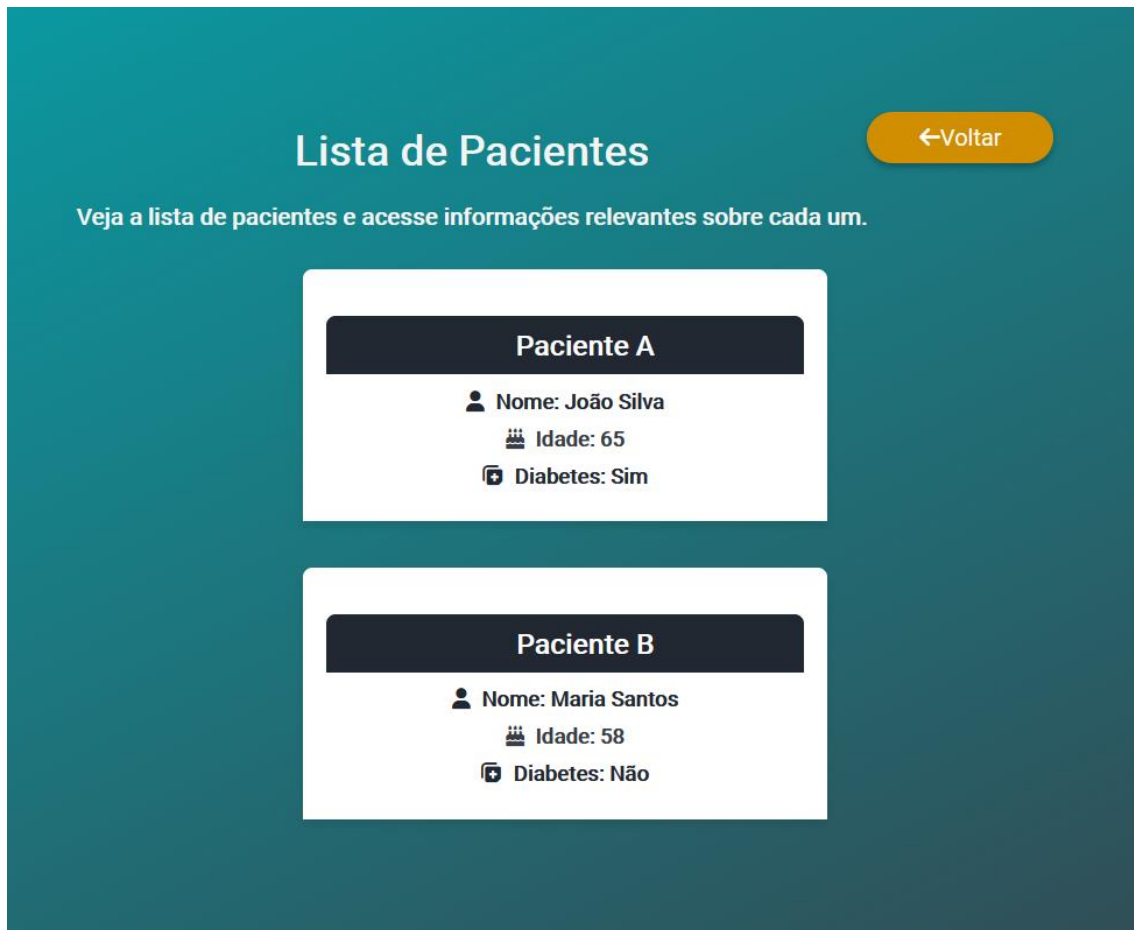 Lista de Pacientes
Voltar
Veja a lista de pacientes e acesse informações relevantes sobre cada um.
Paciente A
Nome: João Silva
Idade: 65
Diabetes: Sim
Paciente B
Nome: Maria Santos
Idade: 58
Diabetes: Não